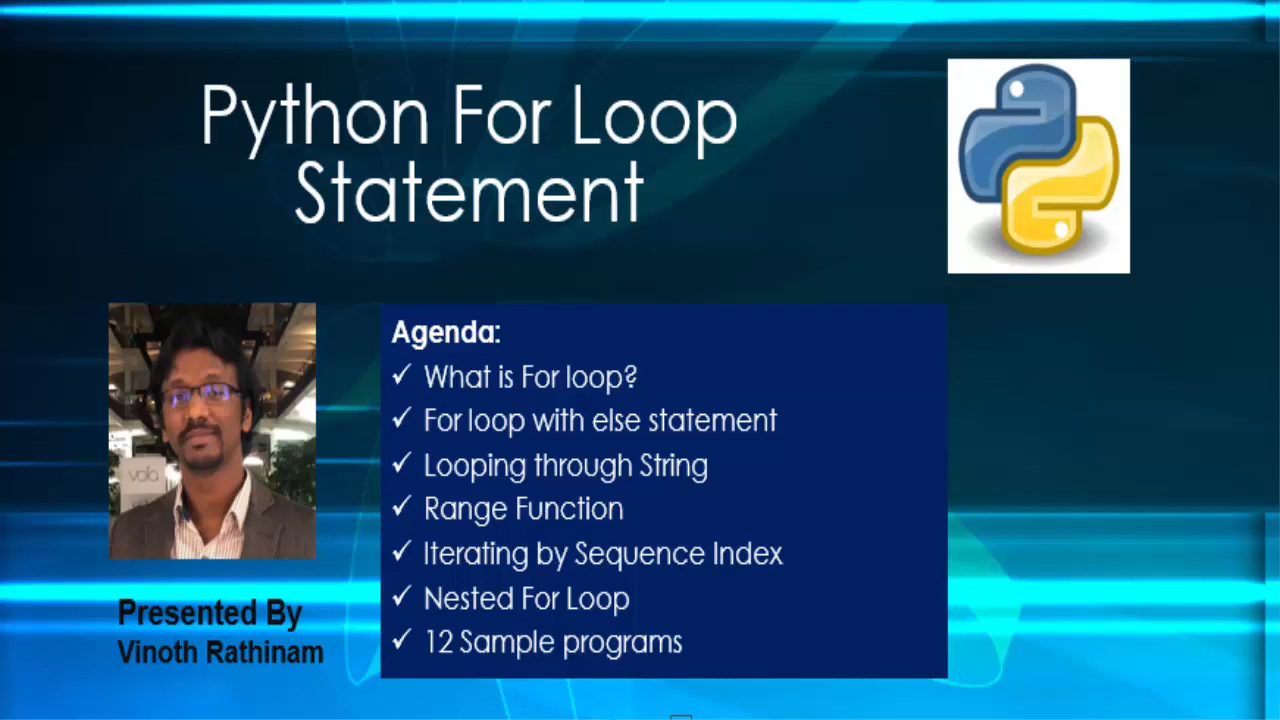 Python For Loop
Statement
Agenda:
✓ What is For loop?
✓ For loop with else statement
✓ Looping through String
✓ Range Function
✓ Iterating by Sequence Index
✓ Nested For Loop
✓ 12 Sample programs
vola
Presented By
Vinoth Rathinam